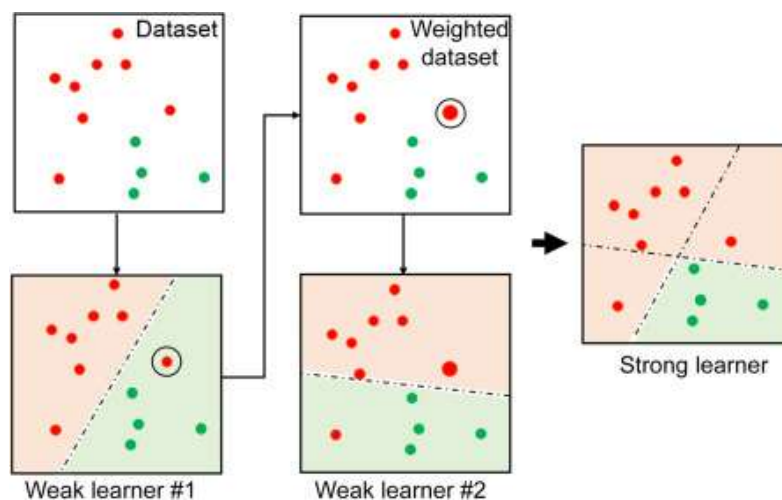 Dataset
Weighted
dataset
Weak learner #1
Weak learner #2
Strong learner